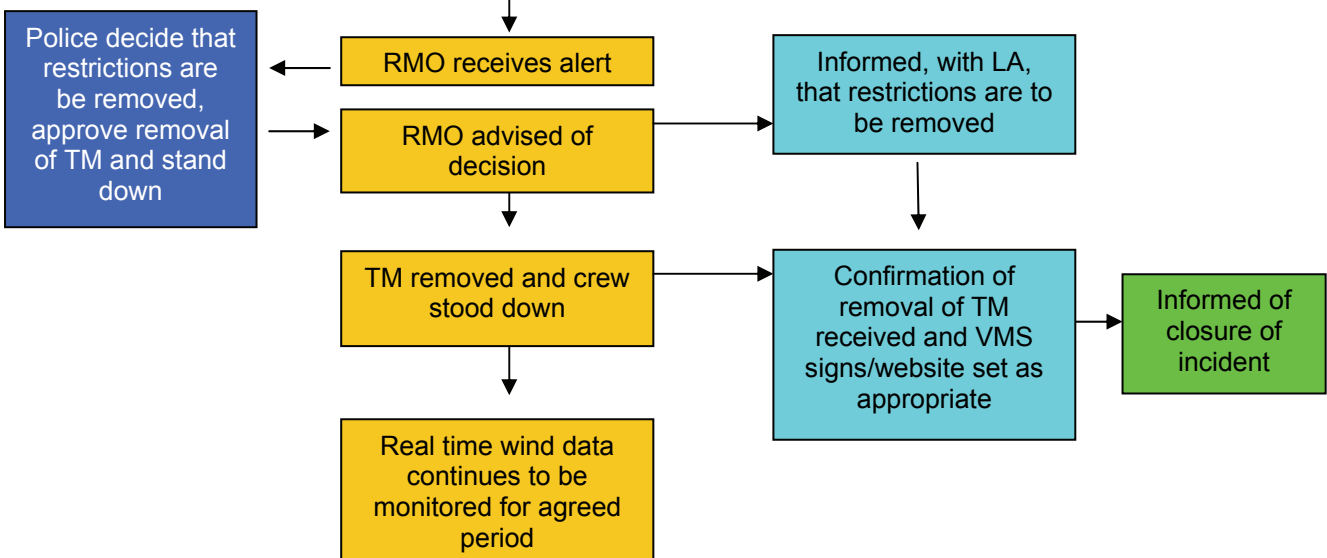 Police decide that
restrictions are
be removed,
approve removal
of TM and stand
down
RMO receives alert
RMO advised of
decision
Informed, with LA,
that restrictions are to
be removed
TM removed and crew
stood down
Confirmation of
removal of TM
received and VMS
signs/website set as
appropriate
Informed of
closure of
incident
Real time wind data
continues to be
monitored for agreed
period